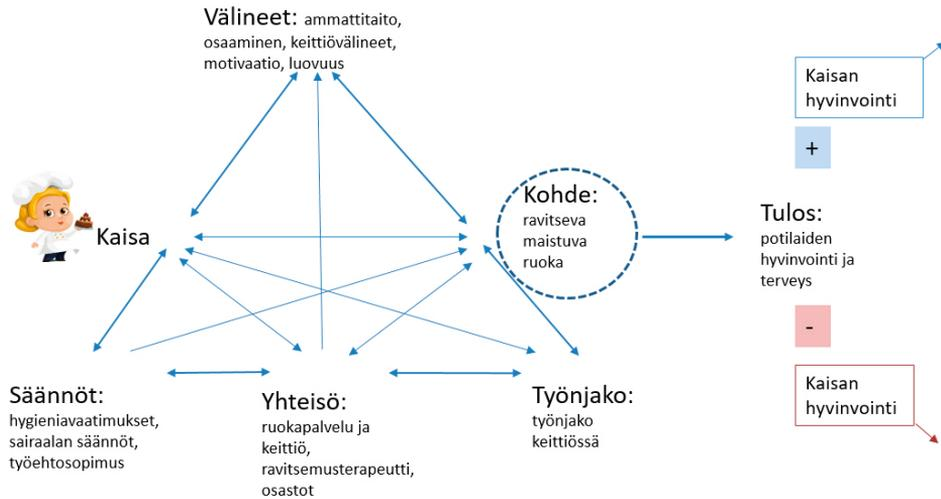 Välineet: ammattitaito,
osaaminen, keittiövälineet,
motivaatio, luovuus
Kaisan
hyvinvointi
+
Kohde:
ravitseva
maistuva
ruoka
Kaisa
Tulos:
potilaiden
hyvinvointi ja
terveys
-
Kaisan
hyvinvointi
Säännöt:
hygieniavaatimukset,
sairaalan säännöt,
työehtosopimus
Yhteisö:
ruokapalvelu ja
keittiö,
ravitsemusterapeutti,
osastot
Työnjako:
työnjako
keittiössä